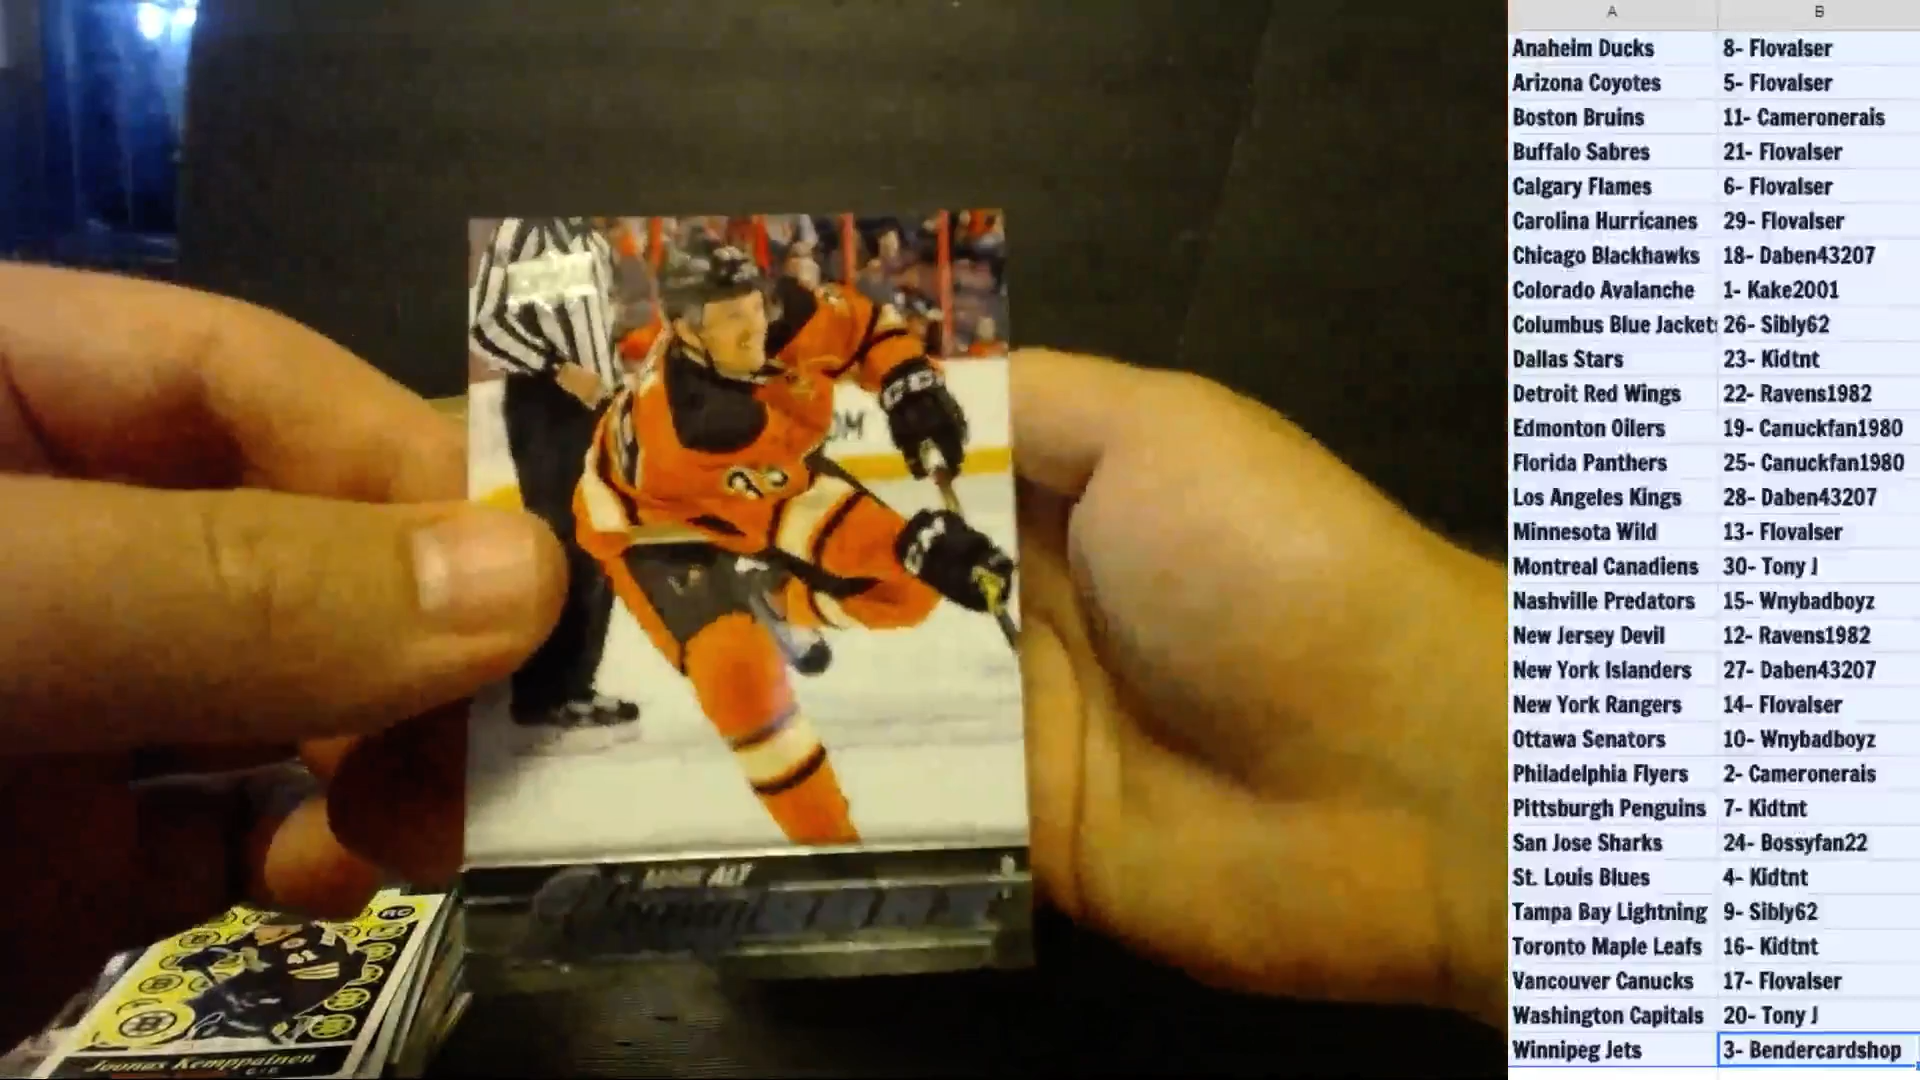 A B
Anaheim Ducks 8- Flovalser
Arizona Coyotes 5- Flovalser
Boston Bruins 11- Cameronerais
Buffalo Sabres 21- Flovalser
Calgary Flames 6- Flovalser
Carolina Hurricanes 29- Flovalser
Chicago Blackhawks 18- Daben43207
Colorado Avalanche 1- Kake2001
Columbus Blue Jackets 26- Sibly62
Dallas Stars 23- Kidtnt
Detroit Red Wings 22- Ravens1982
Edmonton Oilers 19- Canuckfan1980
Florida Panthers 25- Canuckfan1980
Los Angeles Kings 28- Daben43207
Minnesota Wild 13- Flovalser
Montreal Canadiens 30- Tony J
Nashville Predators 15- Wnybadboyz
New Jersey Devil 12- Ravens1982
New York Islanders 27- Daben43207
New York Rangers 14- Flovalser
Ottawa Senators 10- Wnybadboyz
Philadelphia Flyers 2- Cameronerais
Pittsburgh Penguins 7- Kidtnt
San Jose Sharks 24- Bossyfan22
St. Louis Blues 4- Kidtnt
Tampa Bay Lightning 9- Sibly62
Toronto Maple Leafs 16- Kidtnt
Vancouver Canucks 17- Flovalser
Washington Capitals 20- Tony J
Winnipeg Jets 3- Bendercardshop
CCM
ALT
RC
Joonas Kemppainen